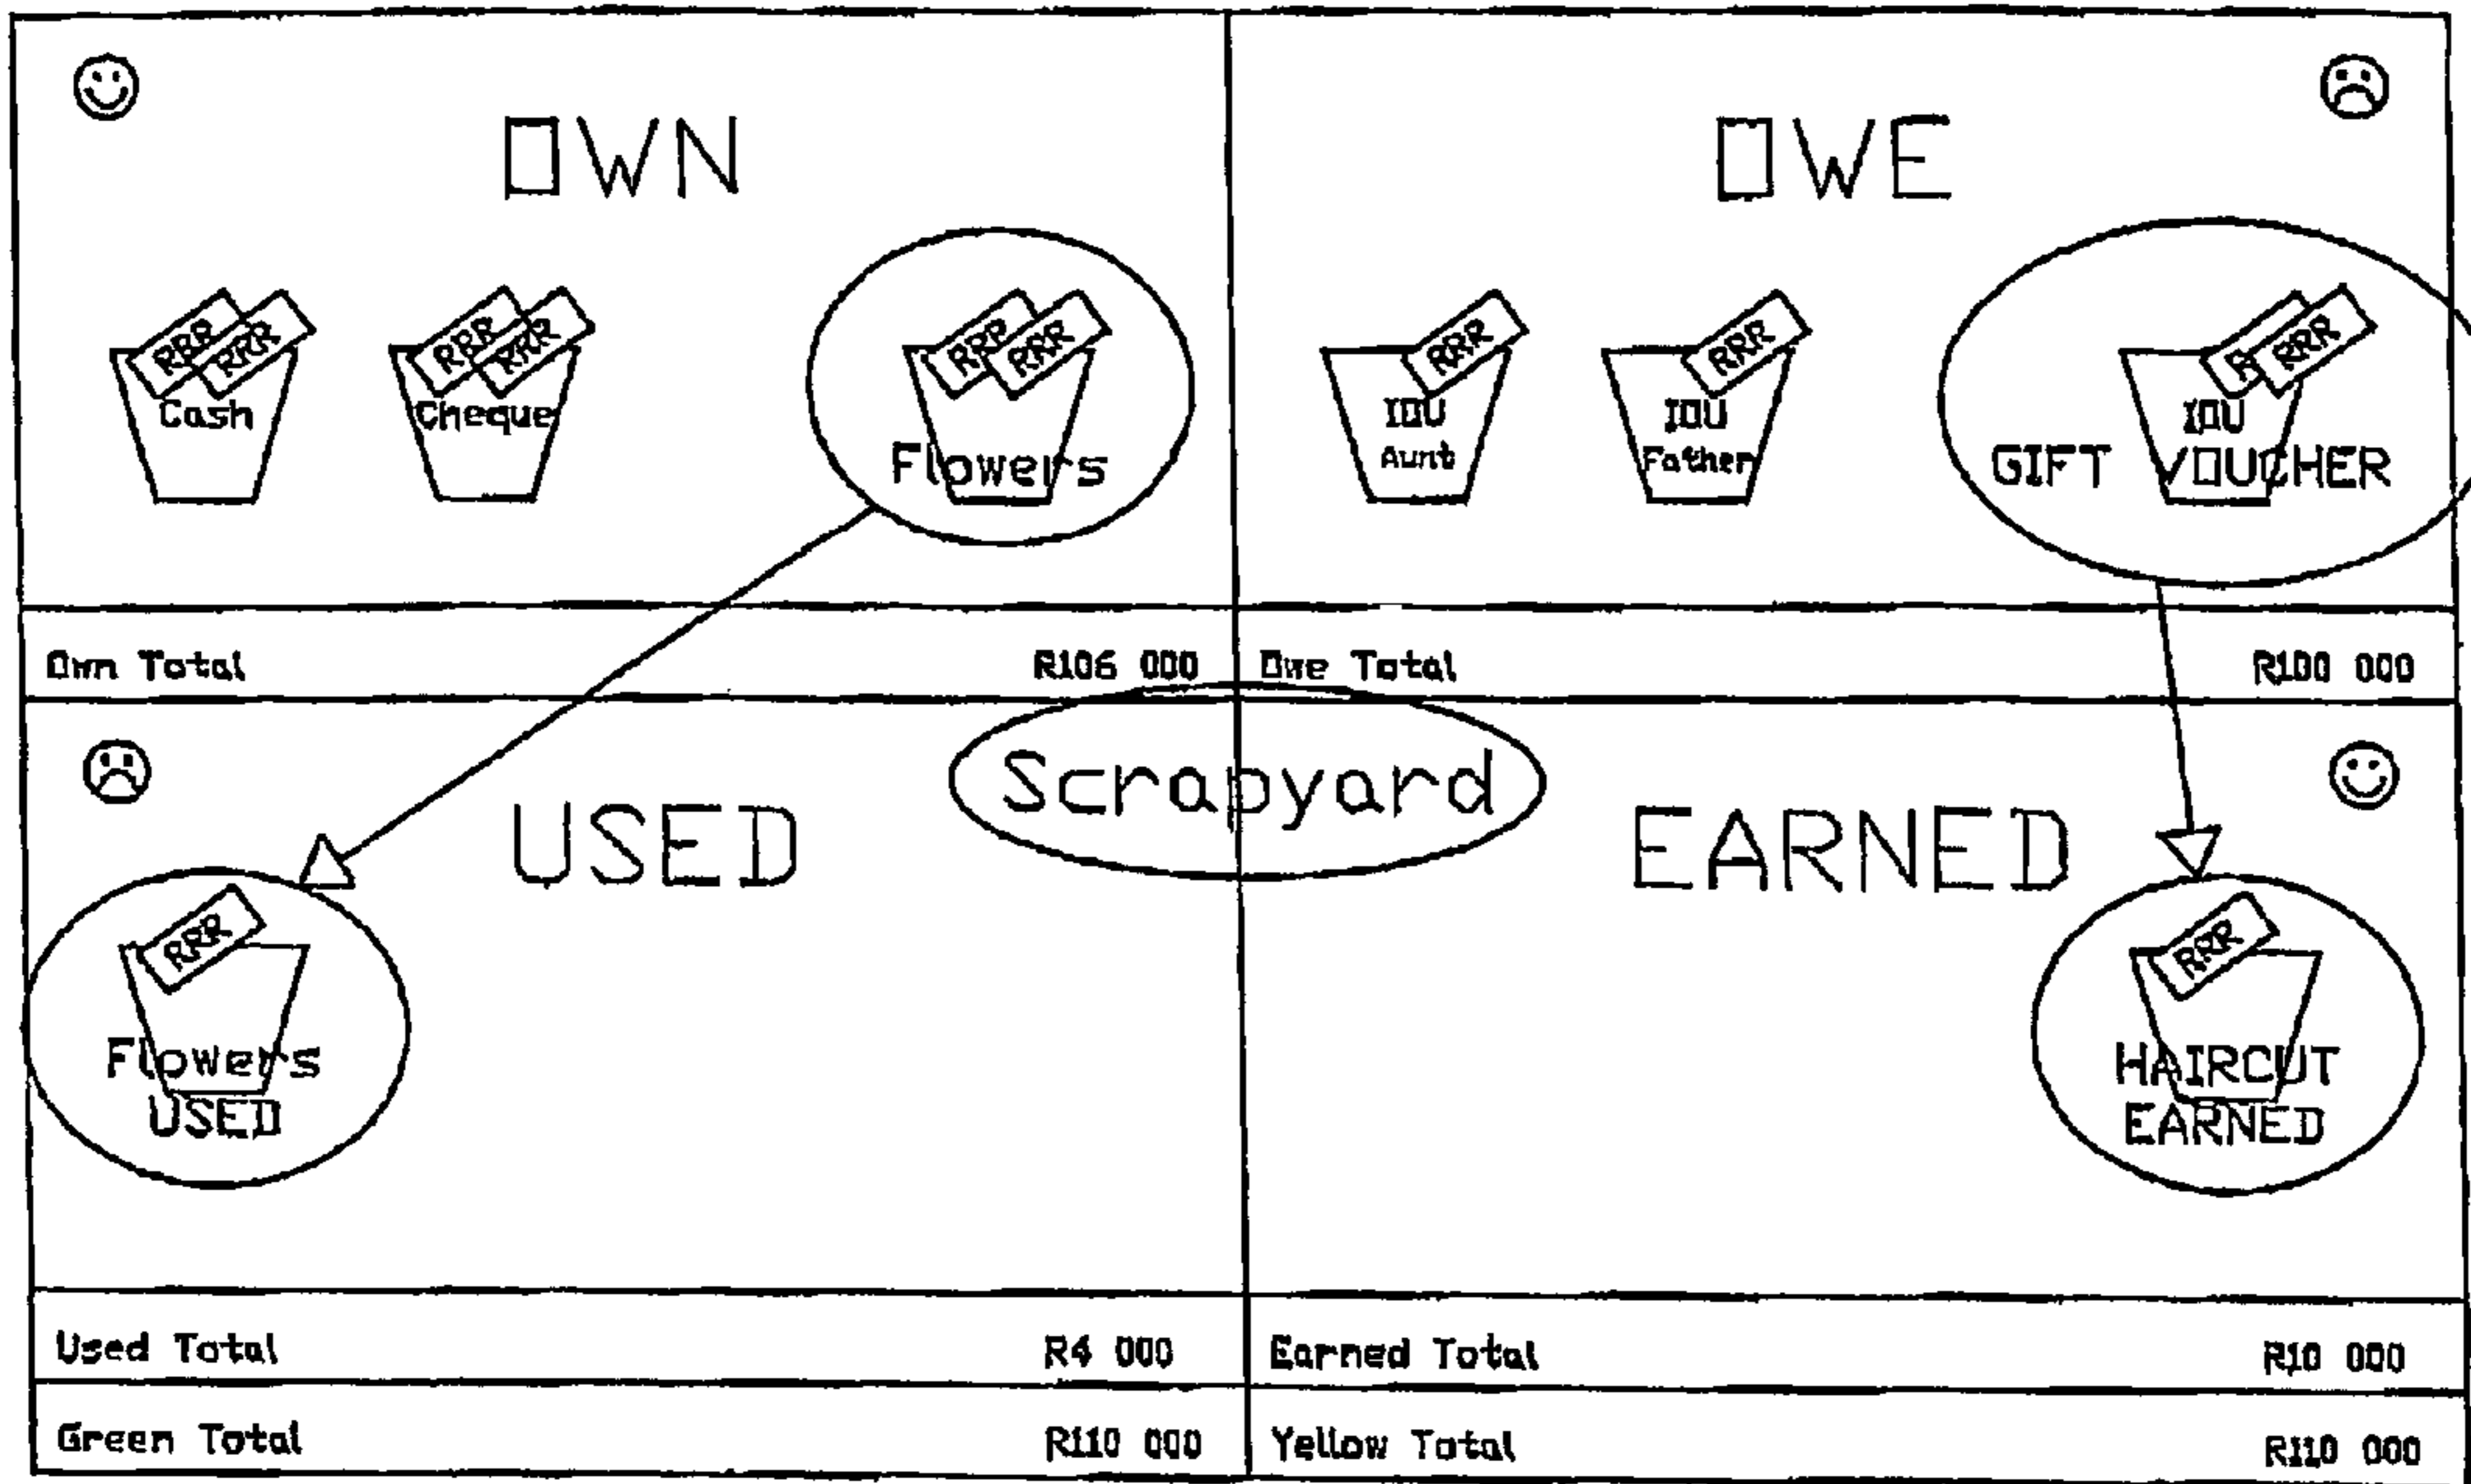 OWN
RRR RRR
Cash
RRR RRR
Cheque
RRR RRR
Flowers
OWE
RRR
IOU
Aunt
RRR
IOU
Father
R RRR
IOU
GIFT VOUCHER
Own Total R106 000
Owe Total R100 000
Scrapyard
USED
RRR
Flowers
USED
EARNED
RRR
HAIRCUT
EARNED
Used Total R4 000
Earned Total R10 000
Green Total R110 000
Yellow Total R110 000